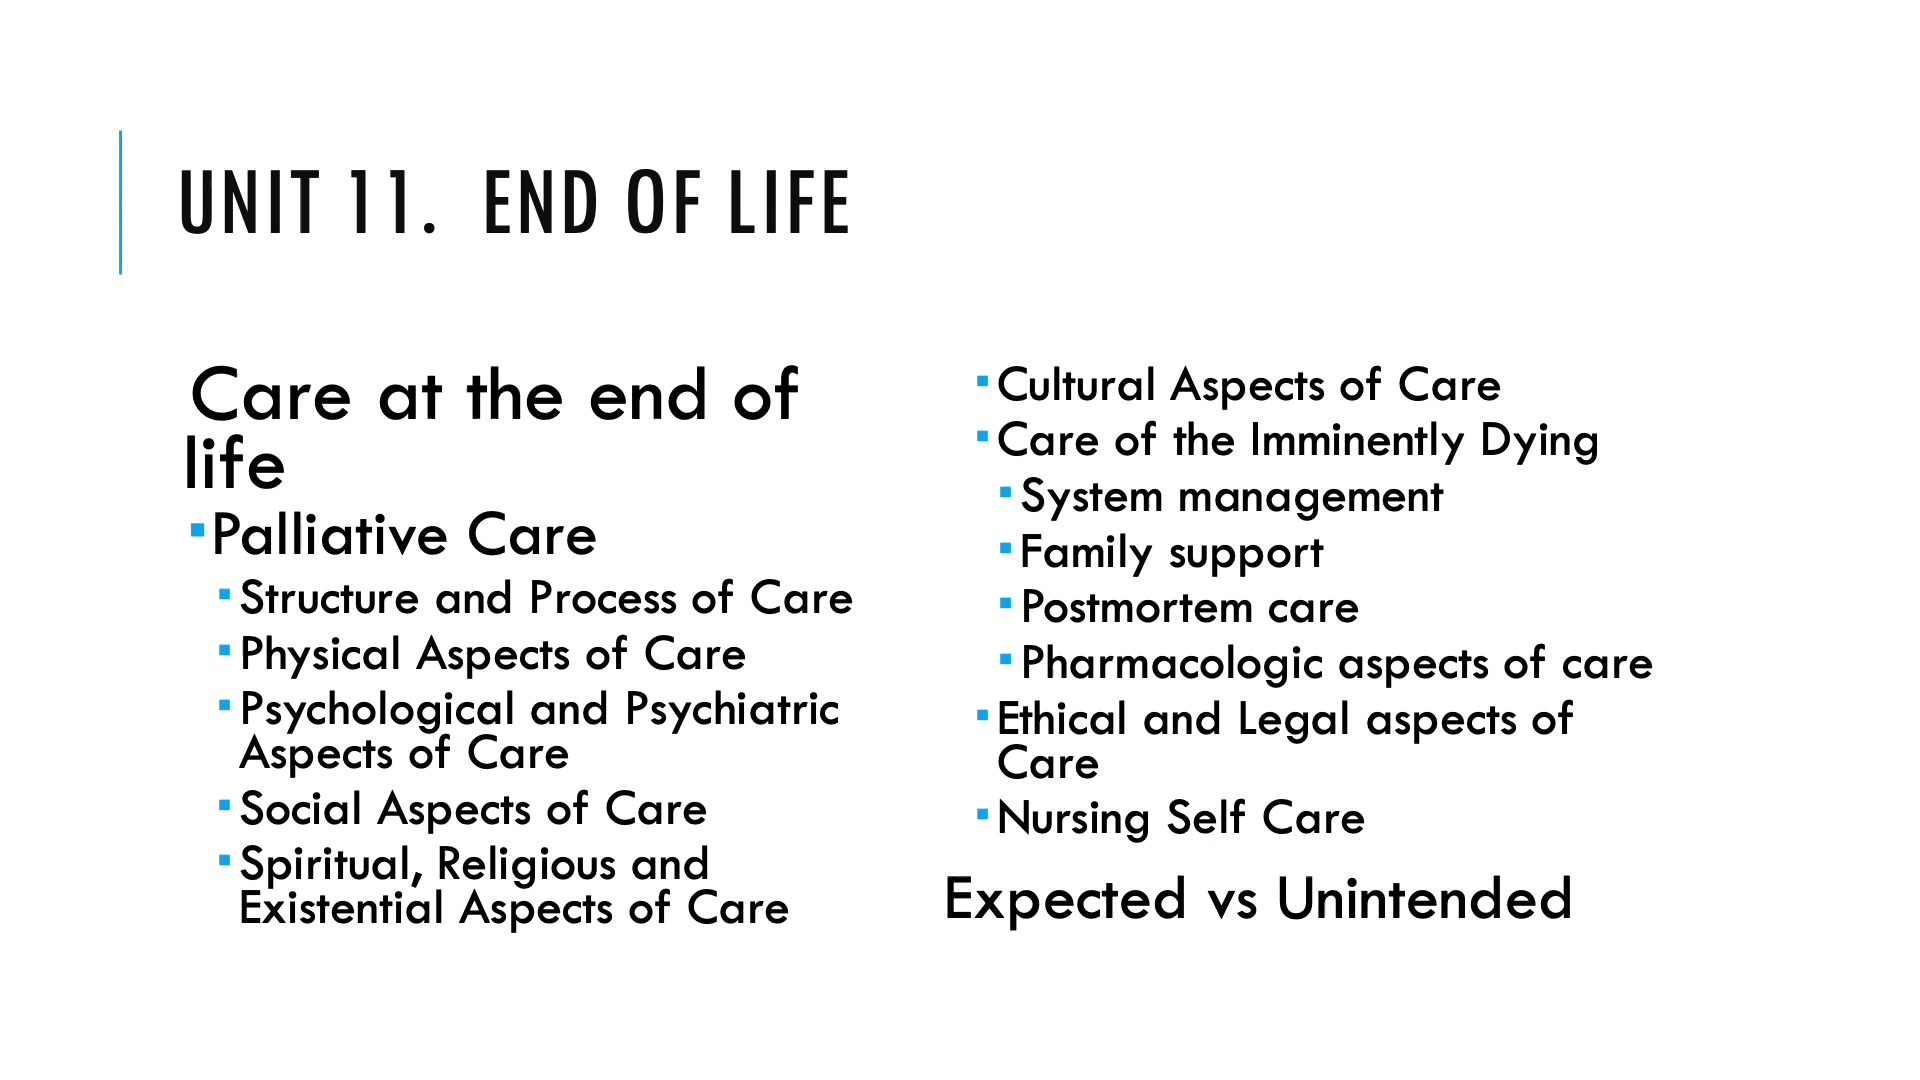 UNIT 11.  END OF LIFE
Care at the end of
life
▪Palliative Care
▪Structure and Process of Care
▪Physical Aspects of Care
▪Psychological and Psychiatric
Aspects of Care
▪Social Aspects of Care
▪Spiritual, Religious and
Existential Aspects of Care
▪Cultural Aspects of Care
▪Care of the Imminently Dying
▪System management
▪Family support
▪Postmortem care
▪Pharmacologic aspects of care
▪Ethical and Legal aspects of
Care
▪Nursing Self Care
Expected vs Unintended